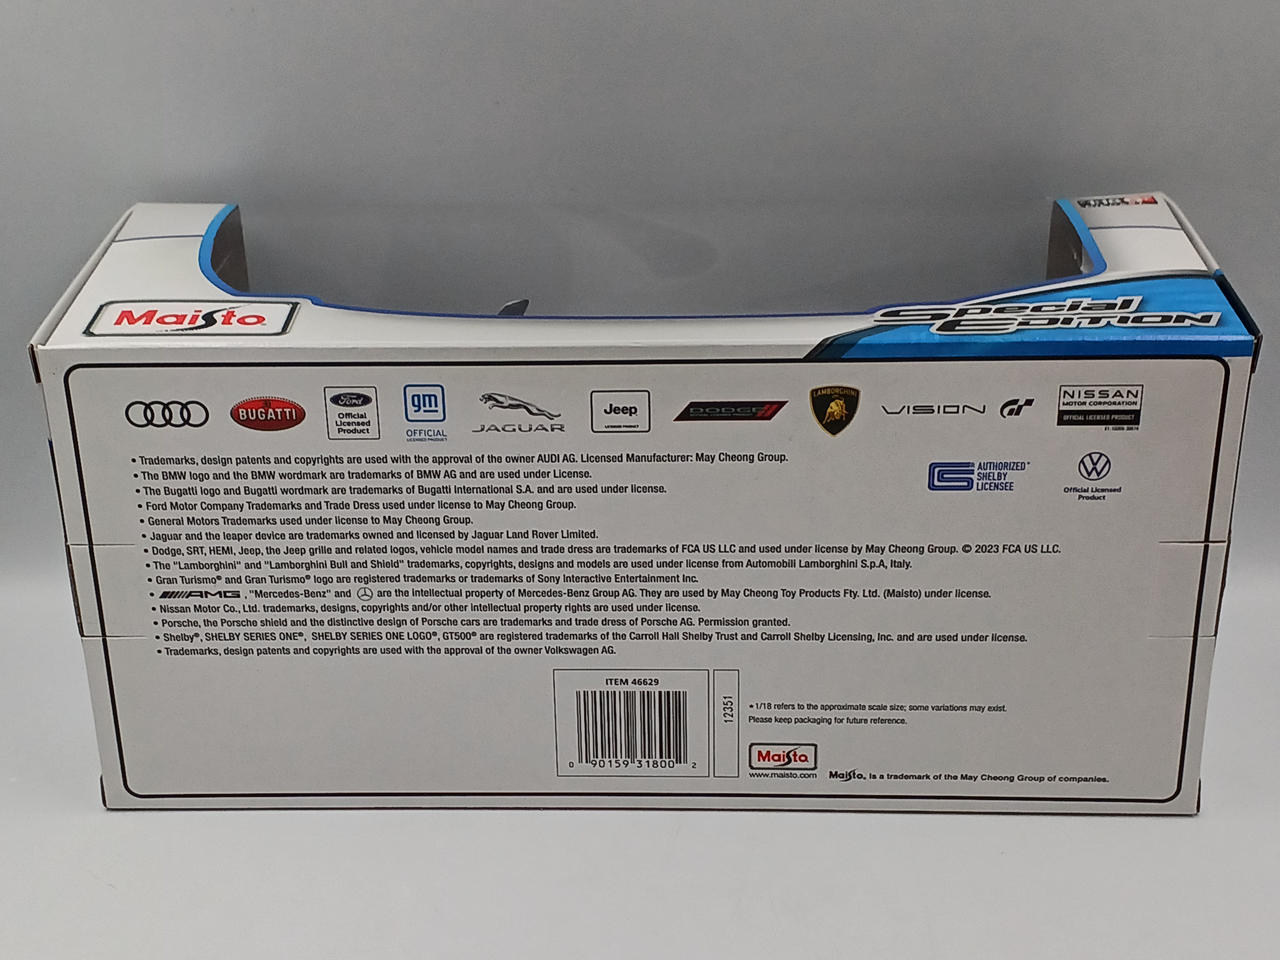 Maisto
Special
Edition
BUGATTI
Ford
Official
Licensed
Product
gm
OFFICIAL
LICENSED PRODUCT
JAGUAR
Jeep
LICENSED PRODUCT
DODGE
LAMBORGHINI
VISION GT
NISSAN
MOTOR CORPORATION
OFFICIAL LICENSED PRODUCT
AUTHORIZED
SHELBY
LICENSEE
Official Licensed
Product
• Trademarks, design patents and copyrights are used with the approval of the owner AUDI AG. Licensed Manufacturer: May Cheong Group.
• The BMW logo and the BMW wordmark are trademarks of BMW AG and are used under License.
• The Bugatti logo and Bugatti wordmark are trademarks of Bugatti International S.A. and are used under license.
• Ford Motor Company Trademarks and Trade Dress used under license to May Cheong Group.
• General Motors Trademarks used under license to May Cheong Group.
• Jaguar and the leaper device are trademarks owned and licensed by Jaguar Land Rover Limited.
• Dodge, SRT, HEMI, Jeep, the Jeep grille and related logos, vehicle model names and trade dress are trademarks of FCA US LLC and used under license by May Cheong Group. © 2023 FCA US LLC.
• The "Lamborghini" and "Lamborghini Bull and Shield" trademarks, copyrights, designs and models are used under license from Automobili Lamborghini S.p.A, Italy.
• Gran Turismo® and Gran Turismo® logo are registered trademarks or trademarks of Sony Interactive Entertainment Inc.
• AMG, "Mercedes-Benz" and are the intellectual property of Mercedes-Benz Group AG. They are used by May Cheong Toy Products Fty. Ltd. (Maisto) under license.
• Nissan Motor Co., Ltd. trademarks, designs, copyrights and/or other intellectual property rights are used under license.
• Porsche, the Porsche shield and the distinctive design of Porsche cars are trademarks and trade dress of Porsche AG. Permission granted.
• Shelby®, SHELBY SERIES ONE®, SHELBY SERIES ONE LOGO®, GT500® are registered trademarks of the Carroll Hall Shelby Trust and Carroll Shelby Licensing, Inc. and are used under license.
• Trademarks, design patents and copyrights are used with the approval of the owner Volkswagen AG.
ITEM 46629
0 90159 31800 2
12351
* 1/18 refers to the approximate scale size; some variations may exist.
Please keep packaging for future reference.
Maisto
www.maisto.com
Maisto, is a trademark of the May Cheong Group of companies.